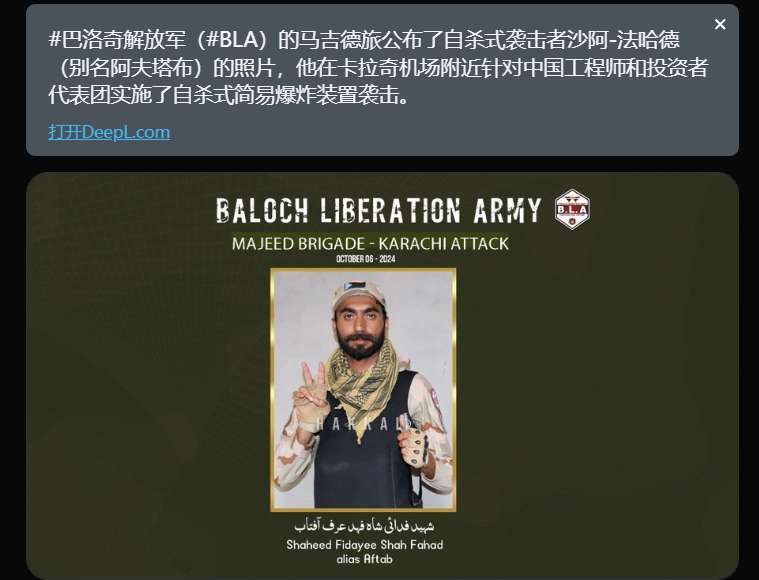 #巴洛奇解放军（#BLA）的马吉德旅公布了自杀式袭击者沙阿-法哈德
（别名阿夫塔布）的照片，他在卡拉奇机场附近针对中国工程师和投资者
代表团实施了自杀式简易爆炸装置袭击。
打开DeepL.com
BALOCH LIBERATION ARMY
B.L.A
MAJEED BRIGADE - KARACHI ATTACK
OCTOBER 06 - 2024
HAKKAL
شہید فدائی شاہ فہد عرف آفتاب
Shaheed Fidayee Shah Fahad
alias Aftab